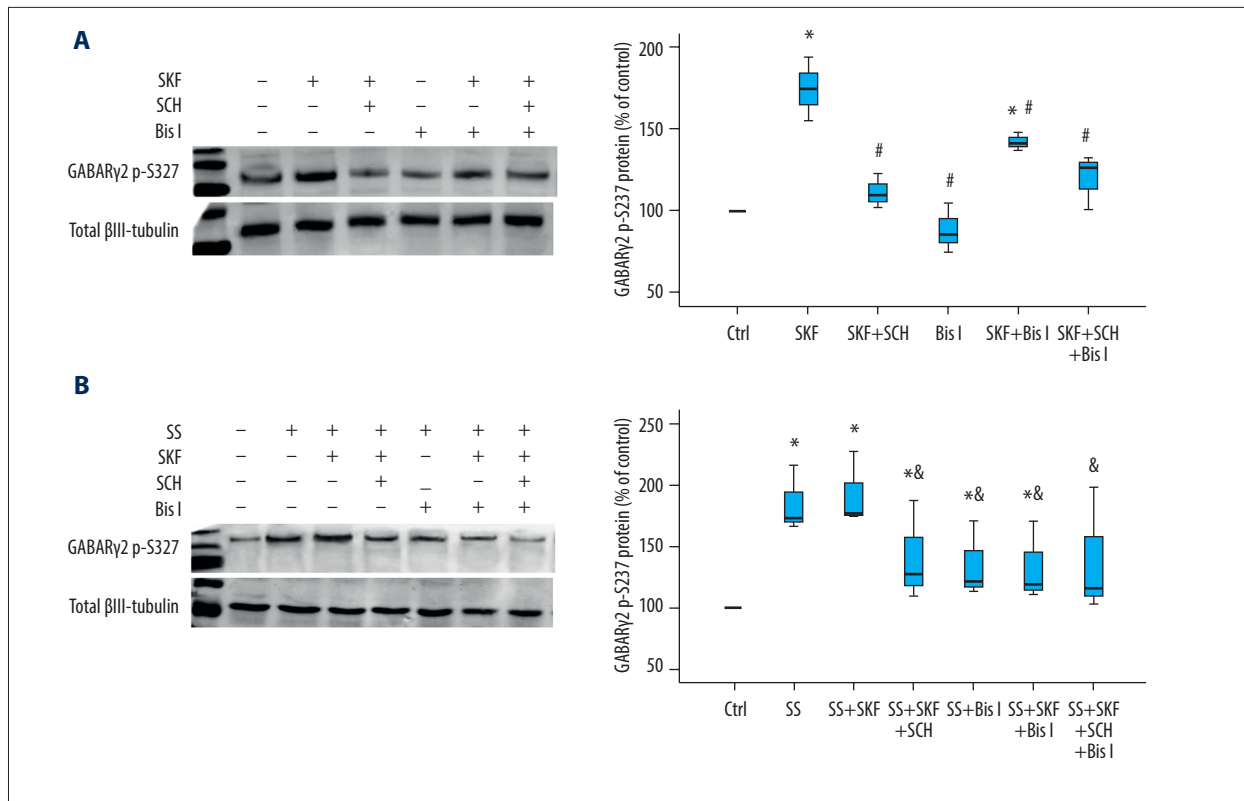 A
SKF – + + – + +
SCH – – + – – +
Bis I – – – + + +
GABARγ2 p-S327
Total βIII-tubulin
GABARγ2 p-S237 protein (% of control)
200
150
100
50
*
#
#
* #
#
Ctrl SKF SKF+SCH Bis I SKF+Bis I SKF+SCH
+Bis I
B
SS – + + + + + +
SKF – – + + – + +
SCH – – – + _ – +
Bis I – – – – + + +
GABARγ2 p-S327
Total βIII-tubulin
GABARγ2 p-S237 protein (% of control)
250
200
150
100
50
*
*
*&
*&
*&
&
Ctrl SS SS+SKF SS+SKF SS+Bis I SS+SKF SS+SKF
+SCH +Bis I +SCH
+Bis I